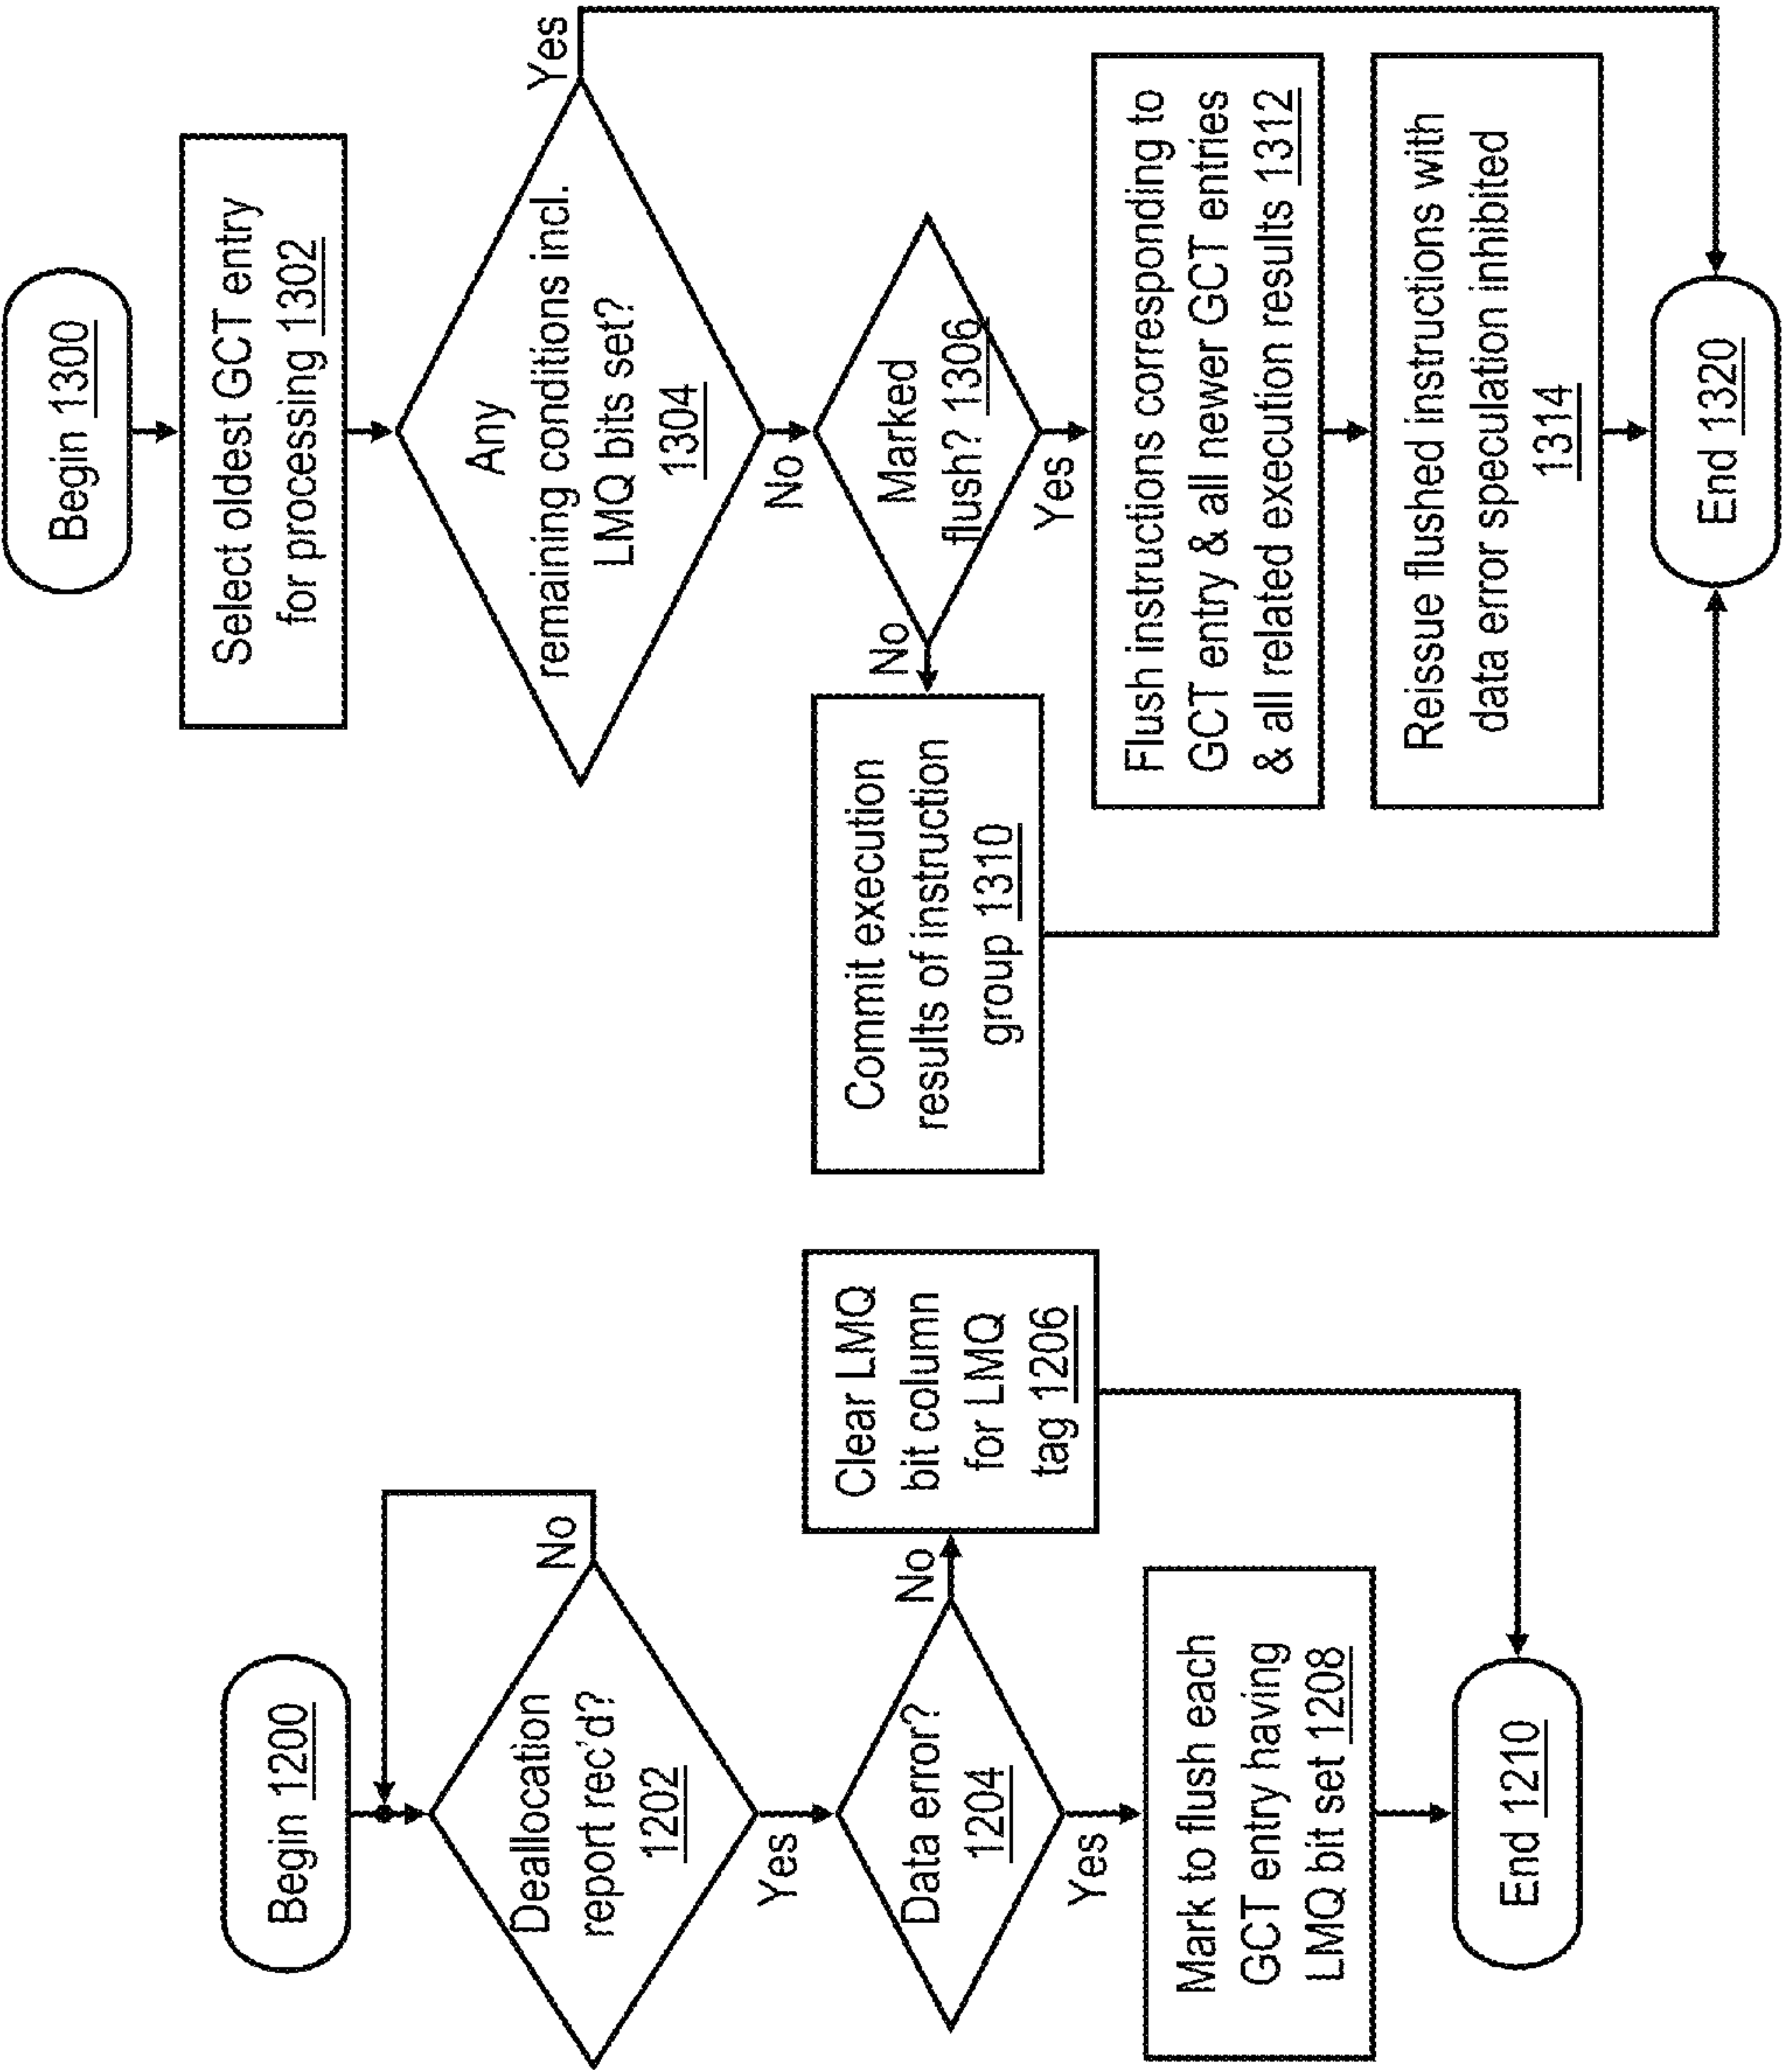 Begin 1200
Deallocation
report rec'd?
1202
No
Yes
Data error?
1204
No
Clear LMQ
bit column
for LMQ
tag 1206
Yes
Mark to flush each
GCT entry having
LMQ bit set 1208
End 1210
Begin 1300
Select oldest GCT entry
for processing 1302
Any
remaining conditions incl.
LMQ bits set?
1304
Yes
No
Marked
flush? 1306
No
Commit execution
results of instruction
group 1310
Yes
Flush instructions corresponding to
GCT entry & all newer GCT entries
& all related execution results 1312
Reissue flushed instructions with
data error speculation inhibited
1314
End 1320